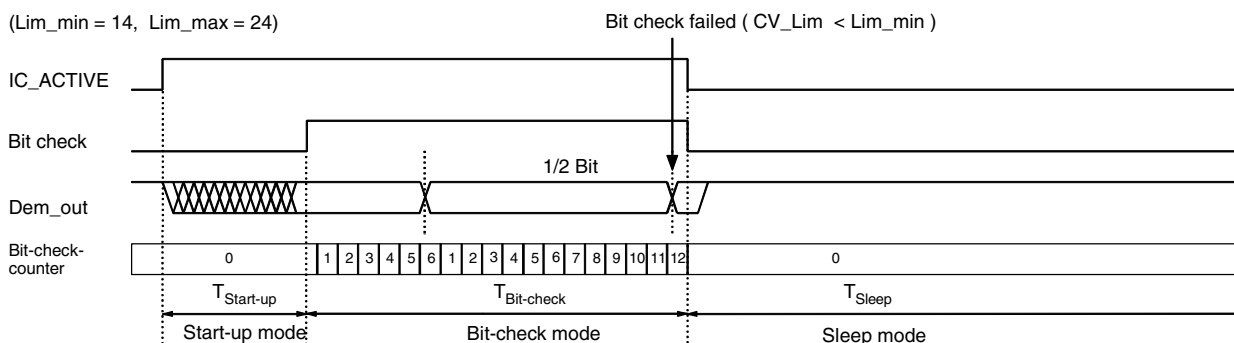 (Lim_min = 14, Lim_max = 24)
Bit check failed ( CV_Lim < Lim_min )
IC_ACTIVE
Bit check
1/2 Bit
Dem_out
Bit-check-
counter
0 1 2 3 4 5 6 1 2 3 4 5 6 7 8 9 10 11 12 0
TStart-up TBit-check TSleep
Start-up mode Bit-check mode Sleep mode